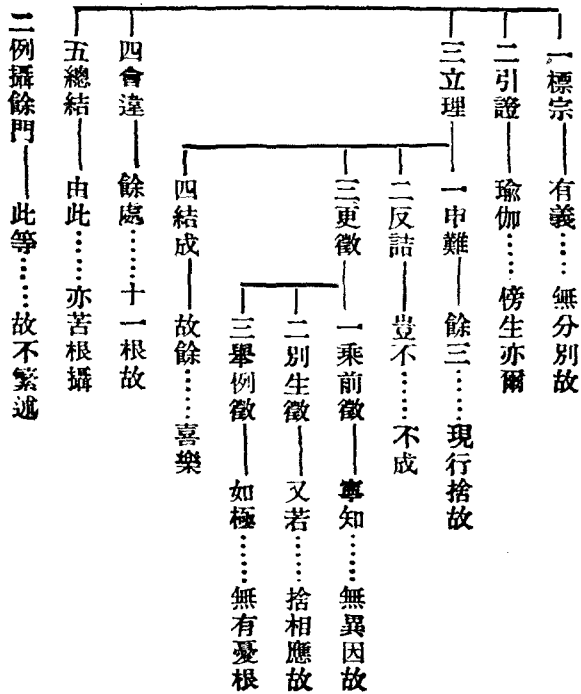 一標宗——有義……無分別故
二引證——瑜伽……傍生亦爾
三立理
一申難——餘三……現行捨故
二反詰——豈不……不成
三更徵
一乘前徵——寧知……無異因故
二別生徵——又若……捨相應故
三舉例徵——如極……無有憂根
四結成——故餘……喜樂
四會違——餘處……十一根故
五總結——由此……亦苦根攝
二例攝餘門——此等……故不繁述